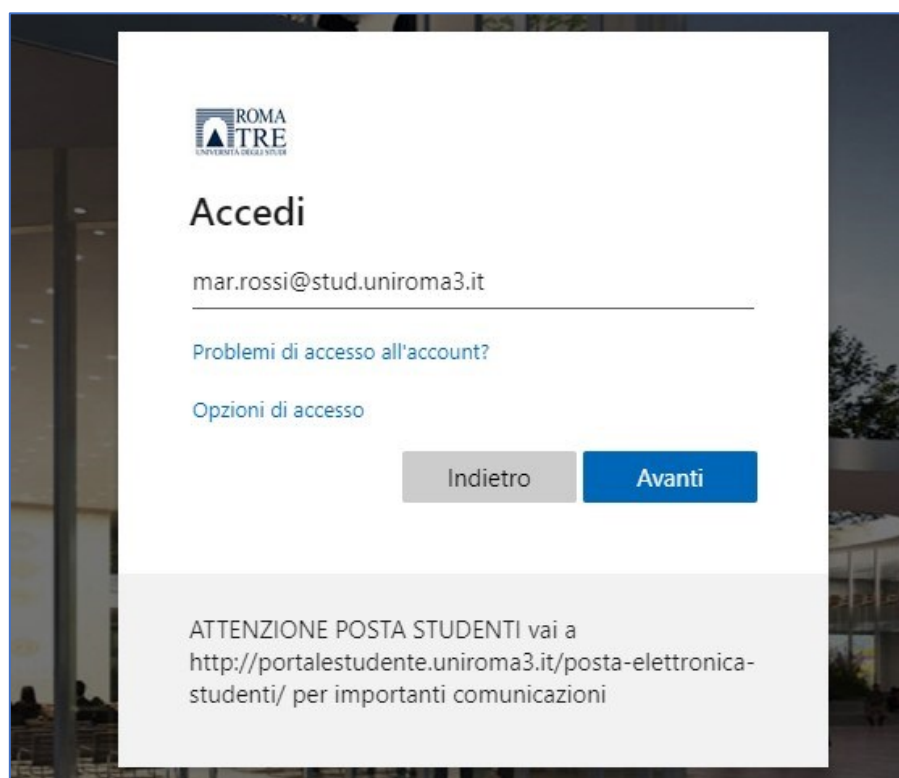 ROMA
TRE
UNIVERSITÀ DEGLI STUDI
Accedi
mar.rossi@stud.uniroma3.it
Problemi di accesso all'account?
Opzioni di accesso
Indietro
Avanti
ATTENZIONE POSTA STUDENTI vai a
http://portalestudente.uniroma3.it/posta-elettronica-
studenti/ per importanti comunicazioni